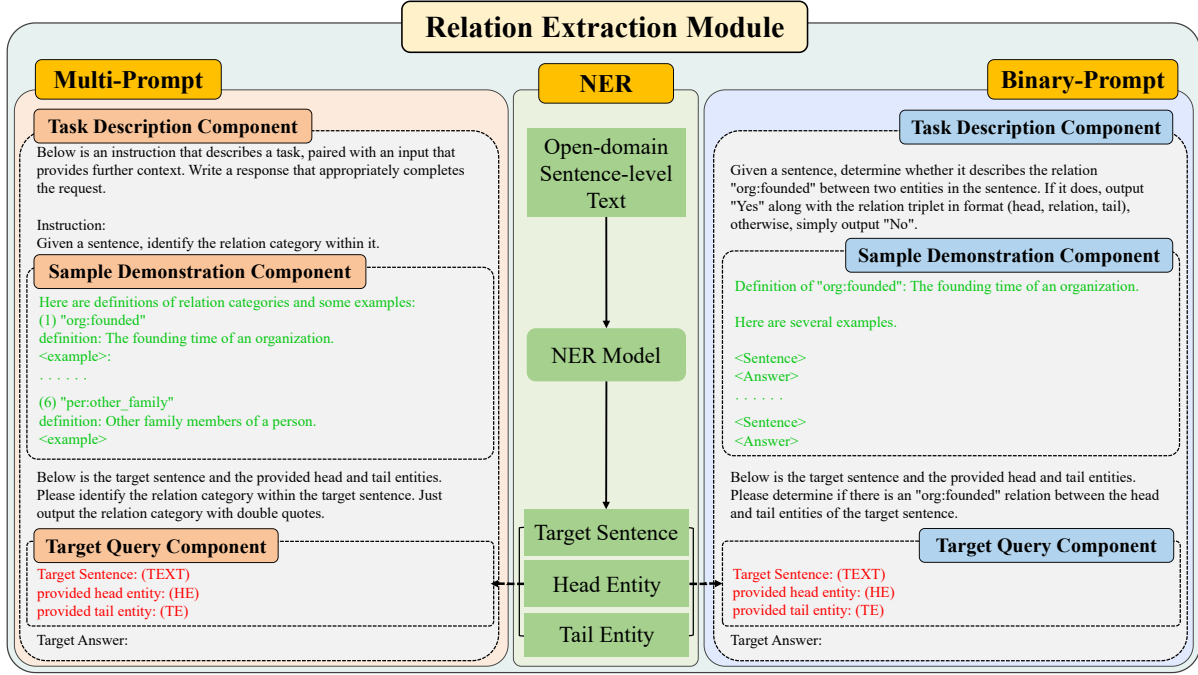 Relation Extraction Module
Multi-Prompt
Task Description Component
Below is an instruction that describes a task, paired with an input that
provides further context. Write a response that appropriately completes
the request.
Instruction:
Given a sentence, identify the relation category within it.
Sample Demonstration Component
Here are definitions of relation categories and some examples:
(1) "org:founded"
definition: The founding time of an organization.
<example>:
. . . . . .
(6) "per:other_family"
definition: Other family members of a person.
<example>
Below is the target sentence and the provided head and tail entities.
Please identify the relation category within the target sentence. Just
output the relation category with double quotes.
Target Query Component
Target Sentence: (TEXT)
provided head entity: (HE)
provided tail entity: (TE)
Target Answer:
NER
Open-domain
Sentence-level
Text
NER Model
Target Sentence
Head Entity
Tail Entity
Binary-Prompt
Task Description Component
Given a sentence, determine whether it describes the relation
"org:founded" between two entities in the sentence. If it does, output
"Yes" along with the relation triplet in format (head, relation, tail),
otherwise, simply output "No".
Sample Demonstration Component
Definition of "org:founded": The founding time of an organization.
Here are several examples.
<Sentence>
<Answer>
. . . . . .
<Sentence>
<Answer>
Below is the target sentence and the provided head and tail entities.
Please determine if there is an "org:founded" relation between the head
and tail entities of the target sentence.
Target Query Component
Target Sentence: (TEXT)
provided head entity: (HE)
provided tail entity: (TE)
Target Answer: